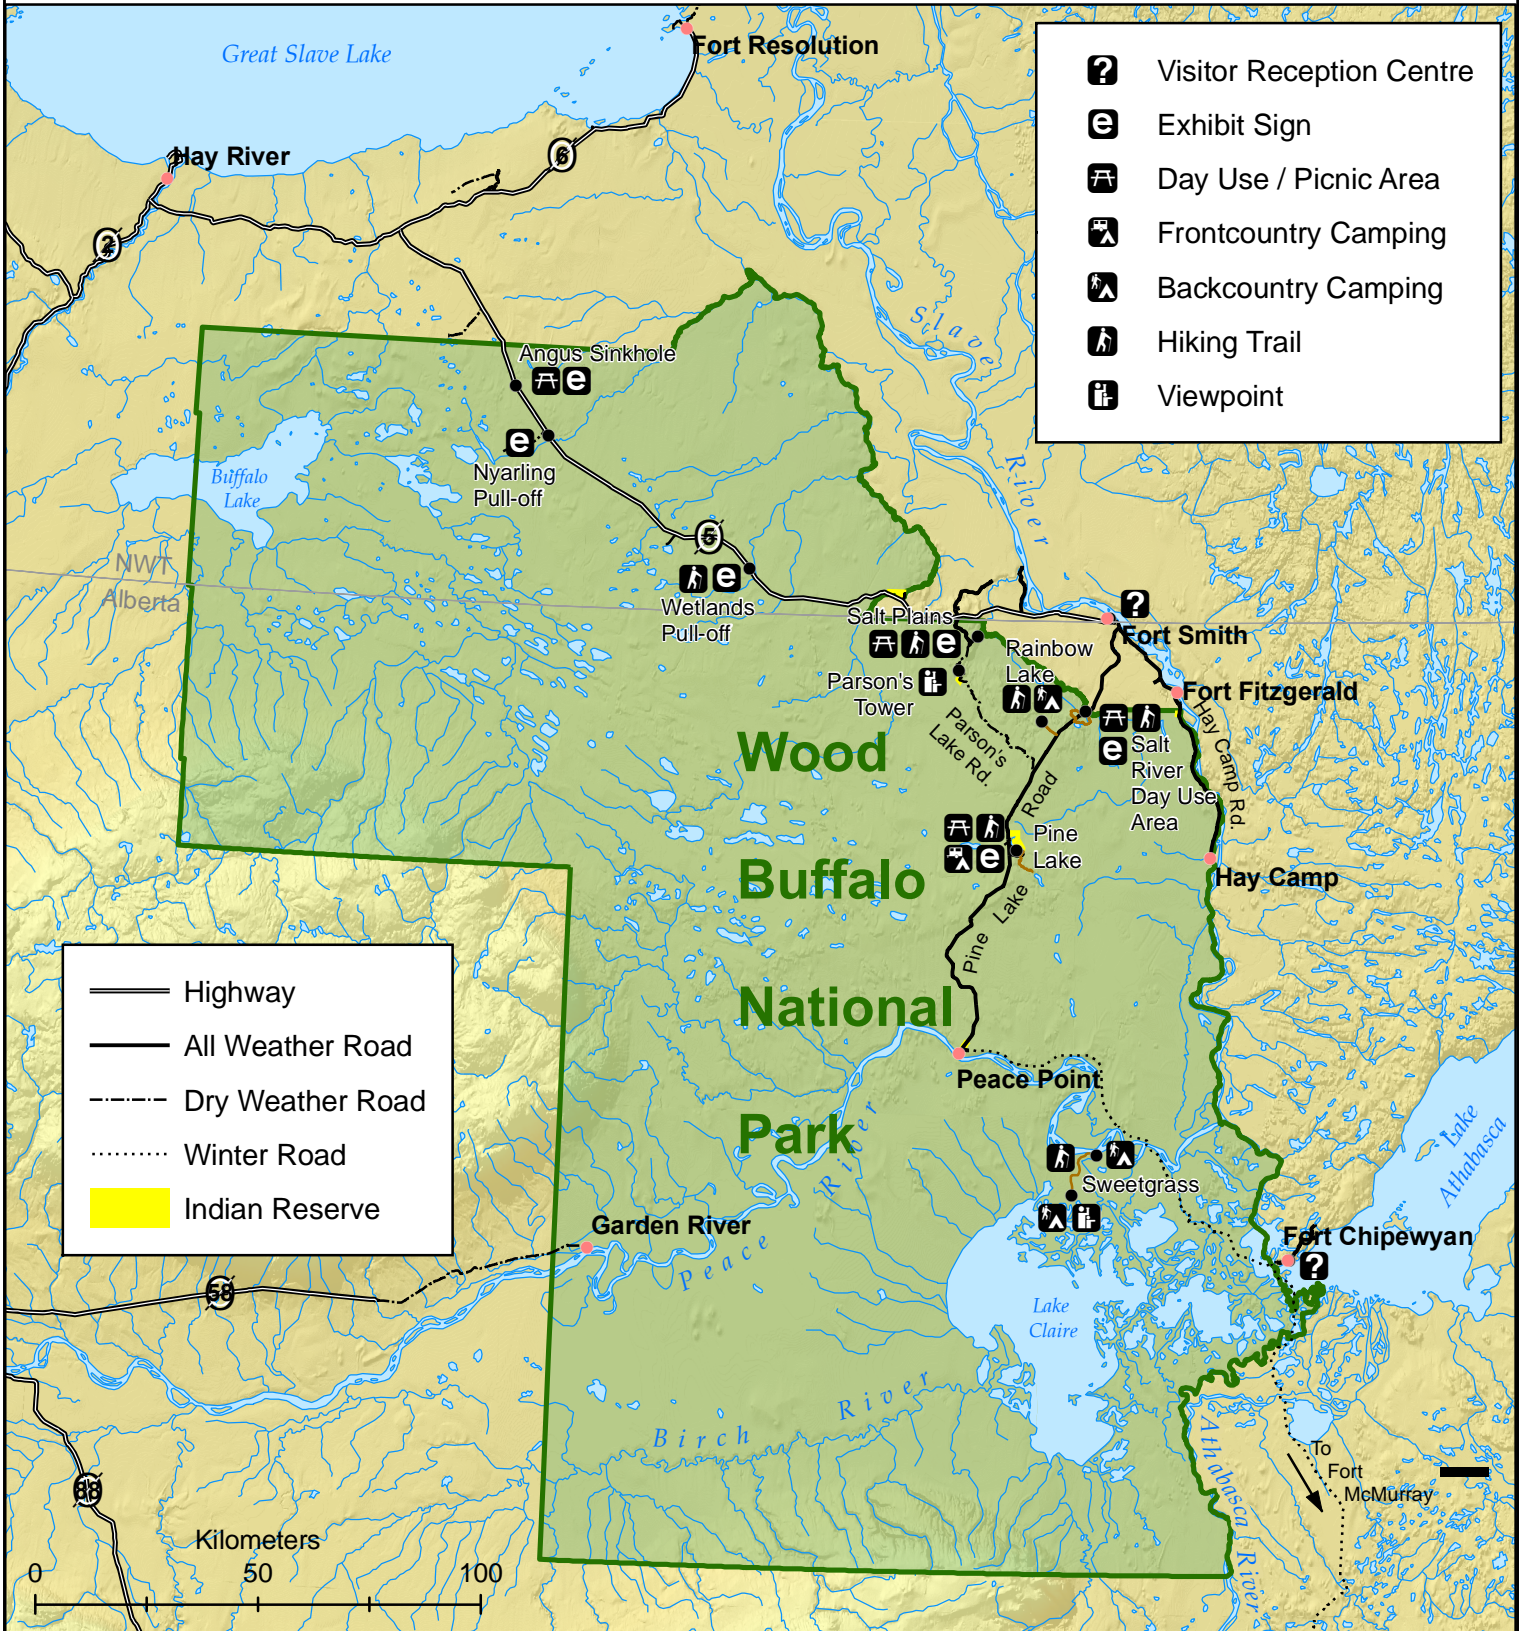 Great Slave Lake
Fort Resolution
Hay River
6
2
? Visitor Reception Centre
e Exhibit Sign
Day Use / Picnic Area
Frontcountry Camping
Backcountry Camping
Hiking Trail
Viewpoint
Slave
River
Angus Sinkhole
e
e
Nyarling
Pull-off
Buffalo
Lake
5
e
Wetlands
Pull-off
NWT
Alberta
Salt Plains
e
?
Fort Smith
Rainbow
Lake
Parson's
Tower
Fort Fitzgerald
Parson's
Lake Rd.
Hay Camp Rd.
e
Salt
River
Day Use
Area
Wood
Buffalo
National
Park
Pine Lake Road
e
Pine
Lake
Hay Camp
Highway
All Weather Road
Dry Weather Road
Winter Road
Indian Reserve
Peace Point
Peace River
Sweetgrass
Garden River
58
Lake
Athabasca
Fort Chipewyan
?
Lake
Claire
Birch River
Athabasca River
To
Fort
McMurray
88
Kilometers
0 50 100